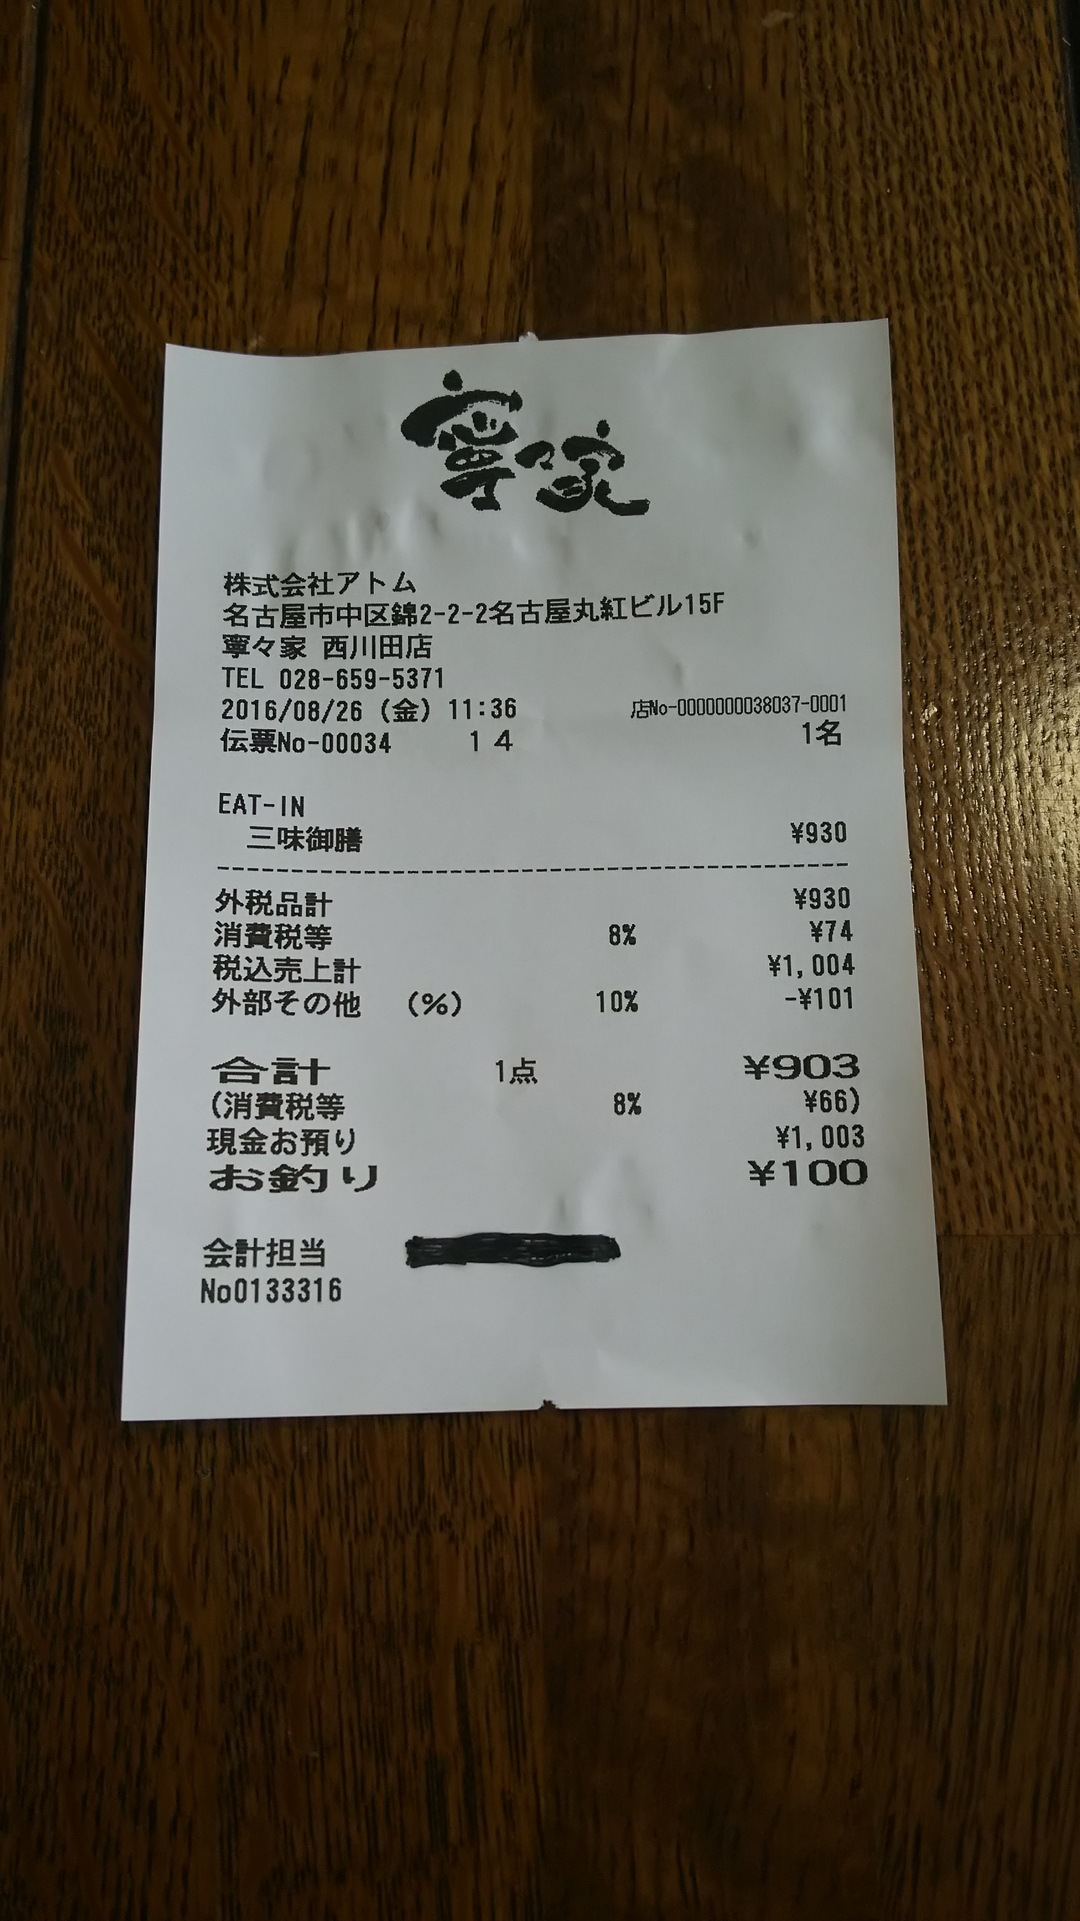 寧々家
株式会社アトム
名古屋市中区錦2-2-2名古屋丸紅ビル15F
寧々家 西川田店
TEL 028-659-5371
2016/08/26 (金) 11:36 店No-0000000038037-0001
伝票No-00034 14 1名
EAT-IN
三味御膳 ¥930
外税品計 ¥930
消費税等 8% ¥74
税込売上計 ¥1,004
外部その他 (%) 10% -¥101
合計 1点 ¥903
(消費税等 8% ¥66)
現金お預り ¥1,003
お釣り ¥100
会計担当
No0133316